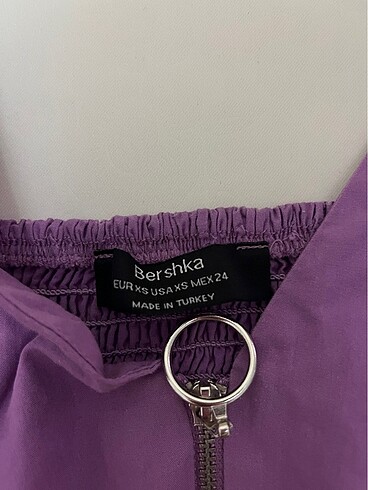 Bershka
EUR XS USA XS MEX 24
MADE IN TURKEY